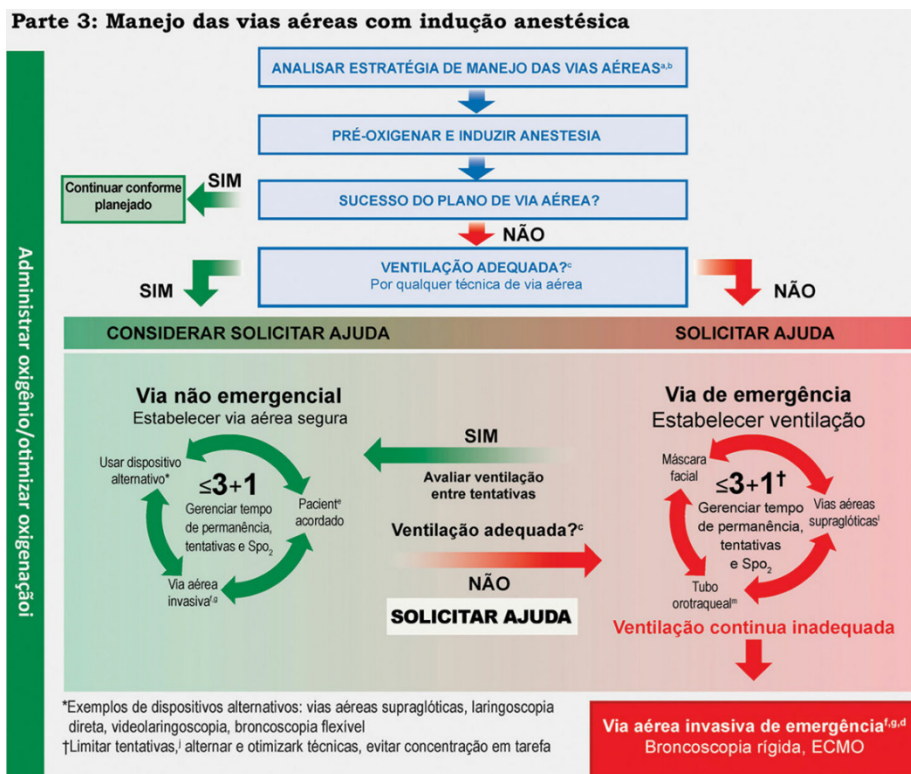 Parte 3: Manejo das vias aéreas com indução anestésica
Administrar oxigênio/otimizar oxigenaçãoi
ANALISAR ESTRATÉGIA DE MANEJO DAS VIAS AÉREASa,b
PRÉ-OXIGENAR E INDUZIR ANESTESIA
SUCESSO DO PLANO DE VIA AÉREA?
SIM
Continuar conforme
planejado
NÃO
VENTILAÇÃO ADEQUADA?c
Por qualquer técnica de via aérea
SIM
NÃO
CONSIDERAR SOLICITAR AJUDA
SOLICITAR AJUDA
Via não emergencial
Estabelecer via aérea segura
Usar dispositivo
alternativo*
≤3+1
Gerenciar tempo
de permanência,
tentativas e Spo2
Paciente
acordado
Via aérea
invasivaf,g
SIM
Avaliar ventilação
entre tentativas
Ventilação adequada?c
NÃO
SOLICITAR AJUDA
Via de emergência
Estabelecer ventilação
Máscara
facial
≤3+1†
Gerenciar tempo
de permanência,
tentativas
e Spo2
Vias aéreas
supraglóticasl
Tubo
orotraquealm
Ventilação continua inadequada
Via aérea invasiva de emergênciaf,g,d
Broncoscopia rígida, ECMO
*Exemplos de dispositivos alternativos: vias aéreas supraglóticas, laringoscopia
direta, videolaringoscopia, broncoscopia flexível
†Limitar tentativas,j alternar e otimizark técnicas, evitar concentração em tarefa